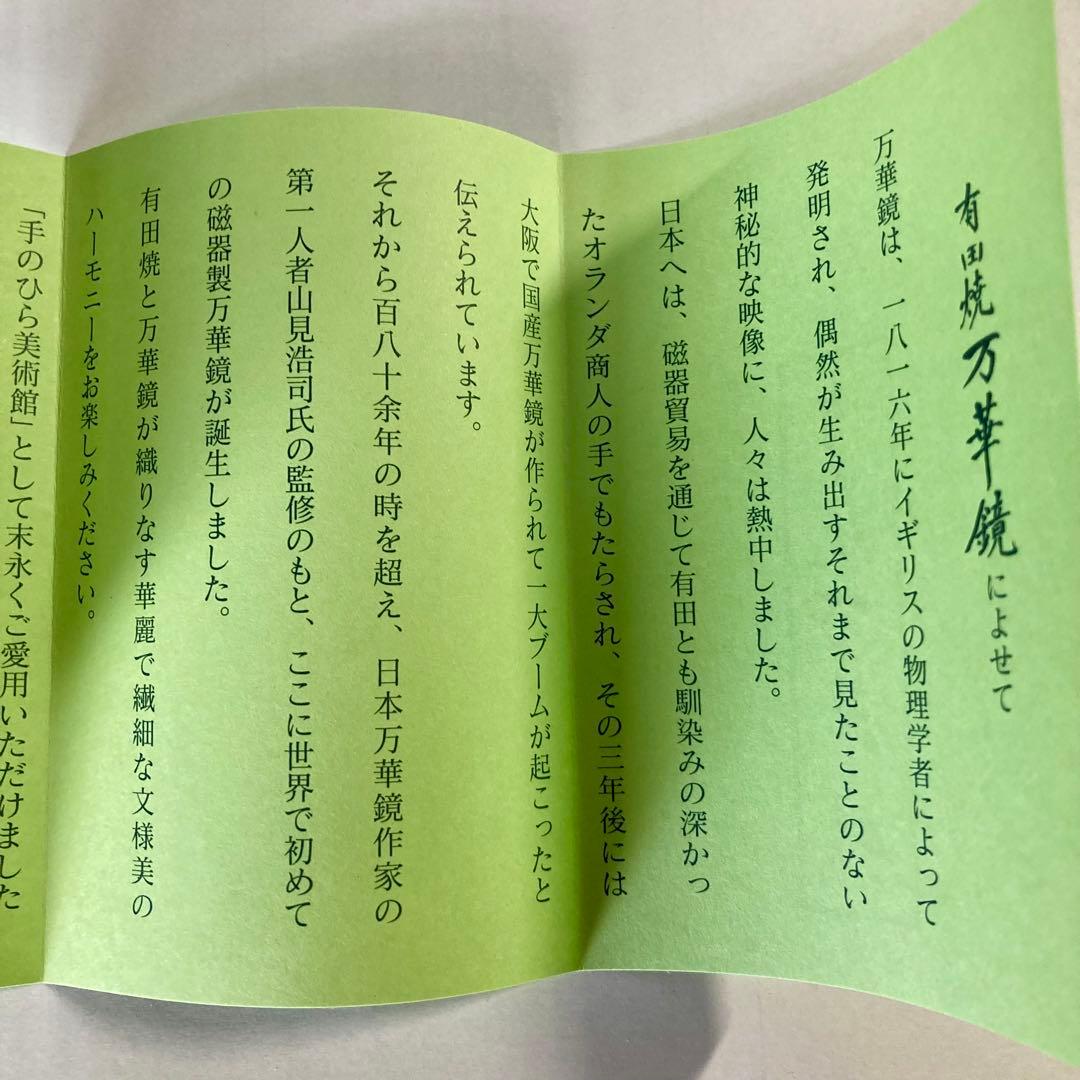 有田焼万華鏡によせて
万華鏡は、一八一六年にイギリスの物理学者によって
発明され、偶然が生み出すそれまで見たことのない
神秘的な映像に、人々は熱中しました。
日本へは、磁器貿易を通じて有田とも馴染みの深かっ
たオランダ商人の手でもたらされ、その三年後には
大阪で国産万華鏡が作られて一大ブームが起こったと
伝えられています。
それから百八十余年の時を超え、日本万華鏡作家の
第一人者山見浩司氏の監修のもと、ここに世界で初めて
の磁器製万華鏡が誕生しました。
有田焼と万華鏡が織りなす華麗で繊細な文様美の
ハーモニーをお楽しみください。
「手のひら美術館」として末永くご愛用いただけました